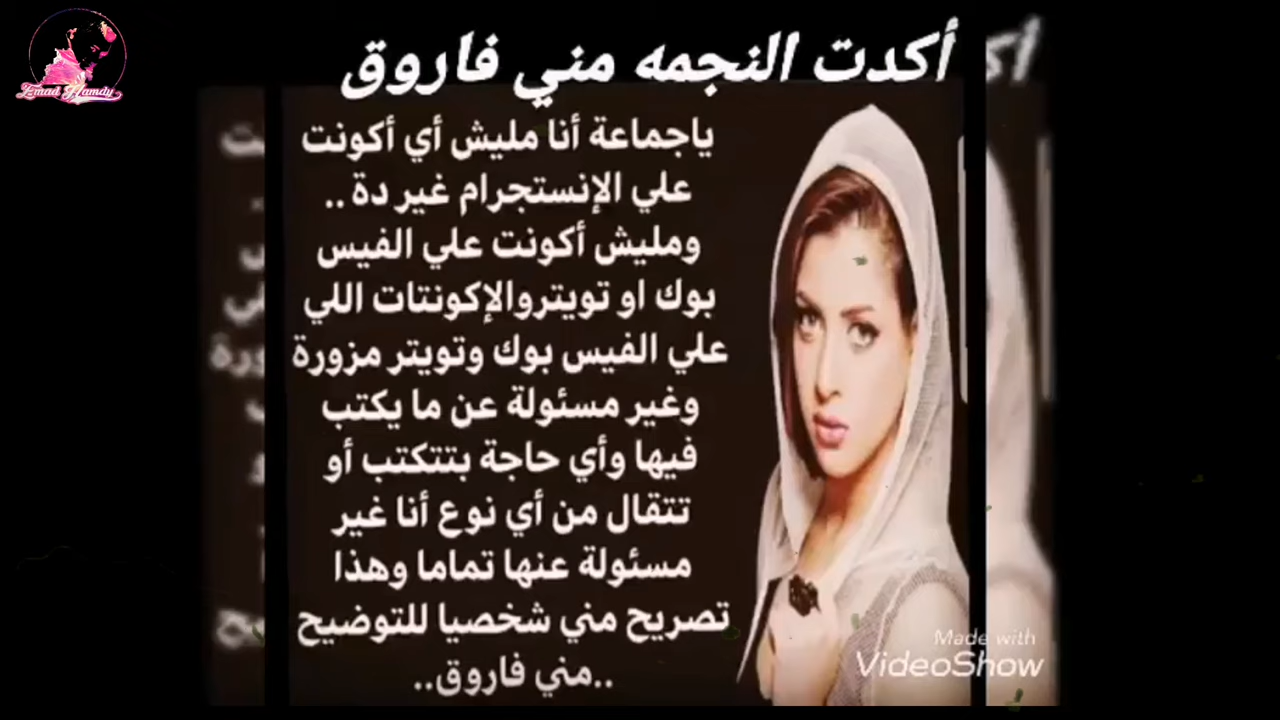 أكدت النجمه مني فاروق
ياجماعة أنا مليش أي أكونت
علي الإنستجرام غير دة ..
ومليش أكونت علي الفيس
بوك او تويتروالإكونتات اللي
علي الفيس بوك وتويتر مزورة
وغير مسئولة عن ما يكتب
فيها وأي حاجة بتتكتب أو
تتقال من أي نوع أنا غير
مسئولة عنها تماما وهذا
تصريح مني شخصيا للتوضيح
..مني فاروق..
Emad Hamdy
Made with
VideoShow